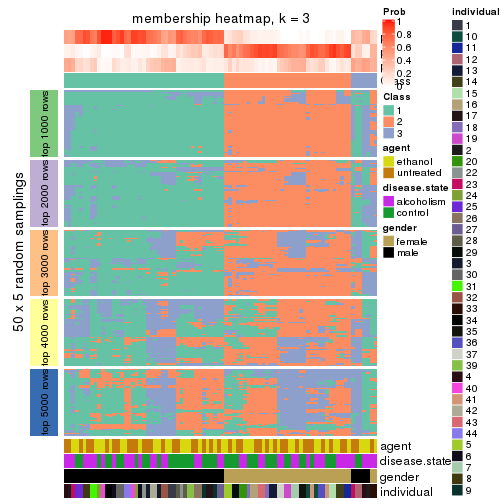 membership heatmap, k = 3
50 x 5 random samplings
top 1000 rows
top 2000 rows
top 3000 rows
top 4000 rows
top 5000 rows
agent
disease.state
gender
individual
Prob
1
0.8
0.6
0.4
0.2
0
Class
1
2
3
agent
ethanol
untreated
disease.state
alcoholism
control
gender
female
male
individual
1
10
11
12
13
14
15
16
17
18
19
2
20
22
23
24
25
26
27
28
29
3
30
31
32
33
34
35
36
37
39
4
40
41
42
43
44
5
6
7
8
9